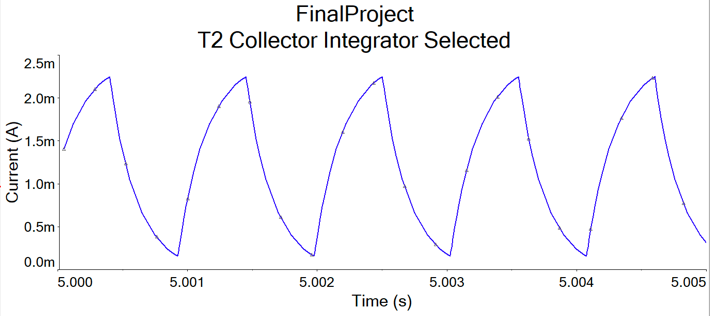 FinalProject
T2 Collector Integrator Selected
2.5m
2.0m
1.5m
1.0m
0.5m
0.0m
Current (A)
5.000 5.001 5.002 5.003 5.004 5.005
Time (s)